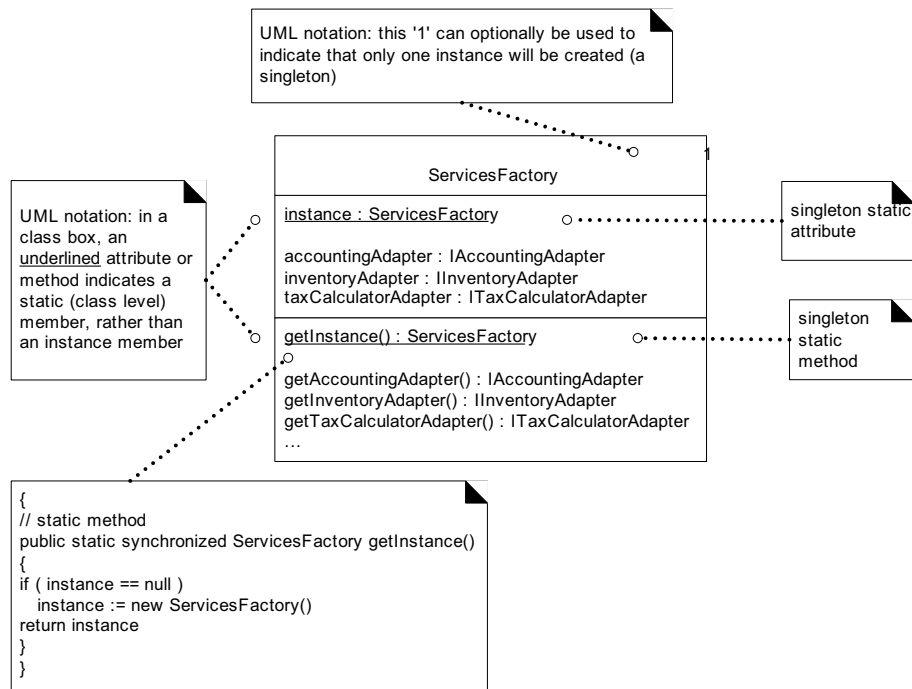 UML notation: this '1' can optionally be used to
indicate that only one instance will be created (a
singleton)
1
ServicesFactory
UML notation: in a
class box, an
underlined attribute or
method indicates a
static (class level)
member, rather than
an instance member
instance : ServicesFactory
accountingAdapter : IAccountingAdapter
inventoryAdapter : IInventoryAdapter
taxCalculatorAdapter : ITaxCalculatorAdapter
getInstance() : ServicesFactory
getAccountingAdapter() : IAccountingAdapter
getInventoryAdapter() : IInventoryAdapter
getTaxCalculatorAdapter() : ITaxCalculatorAdapter
...
singleton static
attribute
singleton
static
method
{
// static method
public static synchronized ServicesFactory getInstance()
{
if ( instance == null )
instance := new ServicesFactory()
return instance
}
}